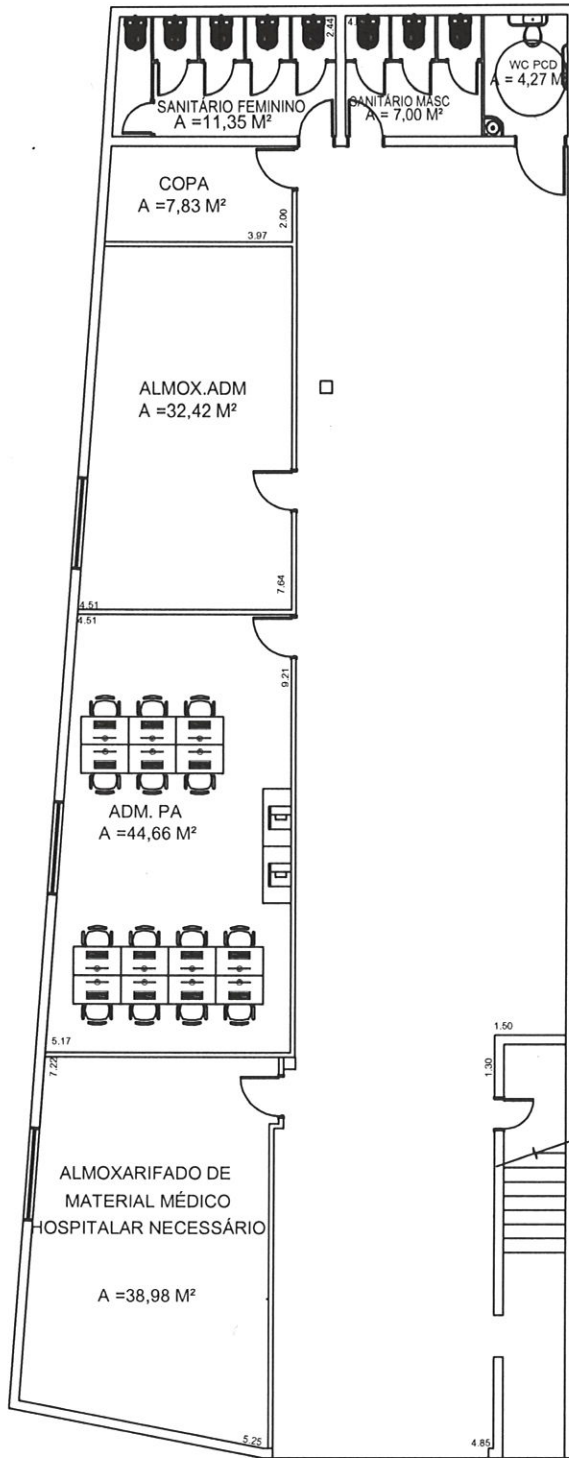 2.44
4.
WC PCD
A = 4,27 M
SANITÁRIO FEMININO
A =11,35 M²
SANITÁRIO MASC
A = 7,00 M²
COPA
A =7,83 M²
2.00
3.97
ALMOX.ADM
A =32,42 M²
7.64
4.51
4.51
9.21
ADM. PA
A =44,66 M²
5.17
7.22
1.50
1.30
ALMOXARIFADO DE
MATERIAL MÉDICO
HOSPITALAR NECESSÁRIO
A =38,98 M²
5.25
4.85